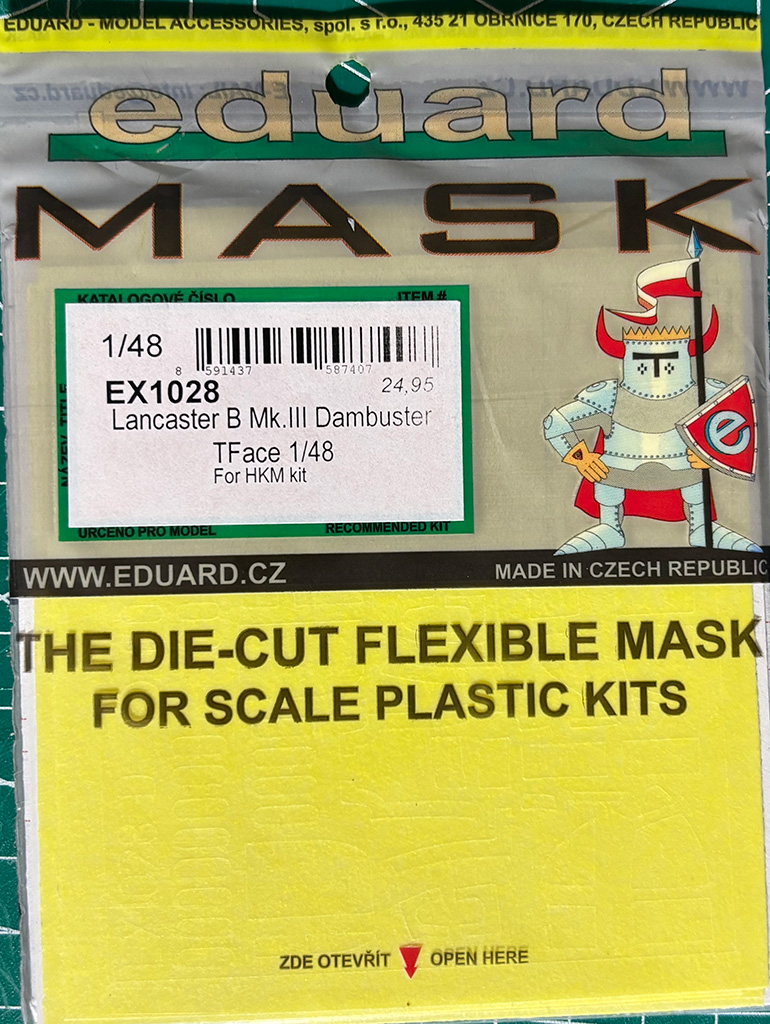 EDUARD - MODEL ACCESSORIES, spol. s r.o., 435 21 OBRNICE 170, CZECH REPUBLIC
eduard
MASK
KATALOGOVÉ ČÍSLO
ITEM #
1/48
8 591437 587407
EX1028
24,95
Lancaster B Mk.III Dambuster
TFace 1/48
For HKM kit
NÁZEV, TITLE
URČENO PRO MODEL
RECOMMENDED KIT
e
WWW.EDUARD.CZ
MADE IN CZECH REPUBLIC
THE DIE-CUT FLEXIBLE MASK
FOR SCALE PLASTIC KITS
ZDE OTEVŘÍT OPEN HERE